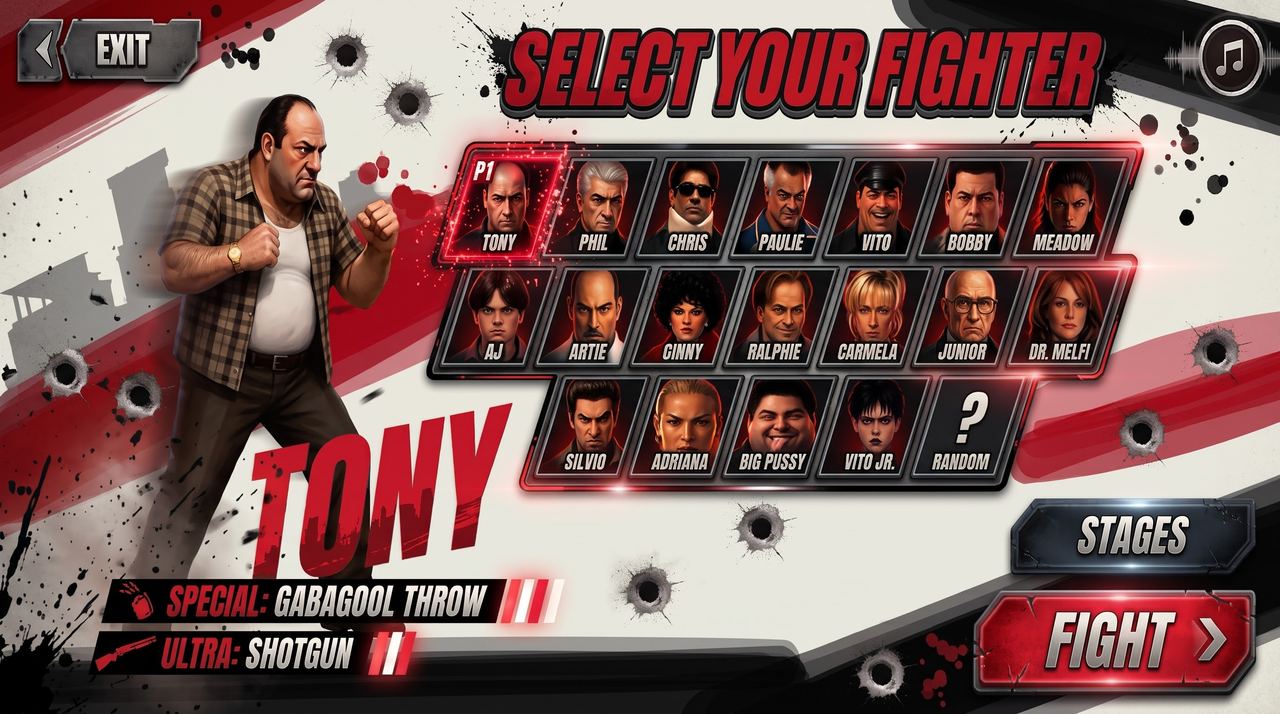 EXIT
SELECT YOUR FIGHTER
P1
TONY
PHIL
CHRIS
PAULIE
VITO
BOBBY
MEADOW
AJ
ARTIE
GINNY
RALPHIE
CARMELA
JUNIOR
DR. MELFI
SILVIO
ADRIANA
BIG PUSSY
VITO JR.
?
RANDOM
TONY
SPECIAL: GABAGOOL THROW
ULTRA: SHOTGUN
STAGES
FIGHT